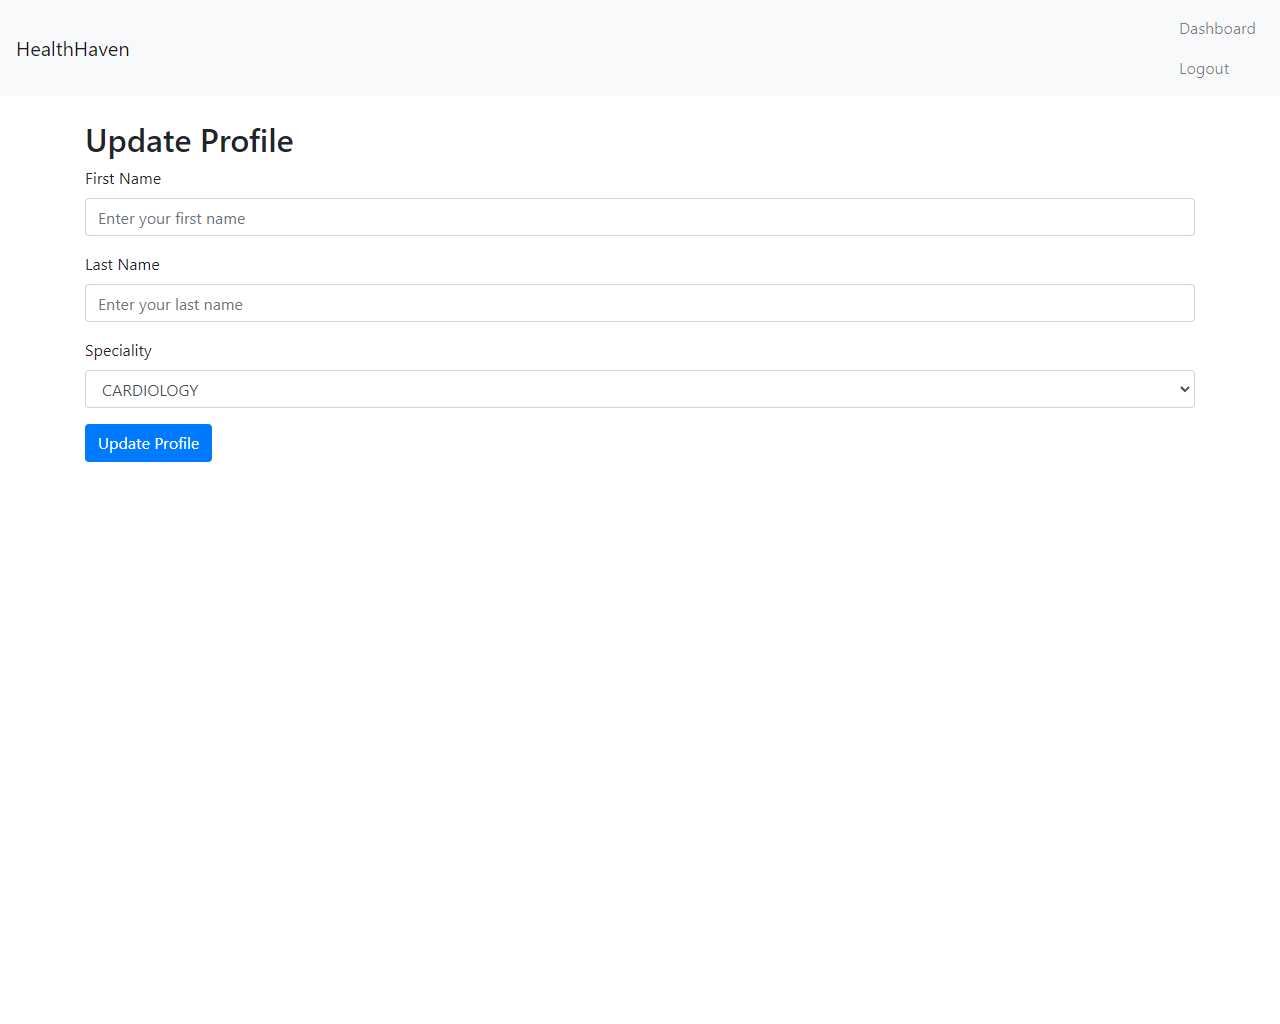 HealthHaven
Dashboard
Logout
Update Profile
First Name
Enter your first name
Last Name
Enter your last name
Speciality
CARDIOLOGY
Update Profile